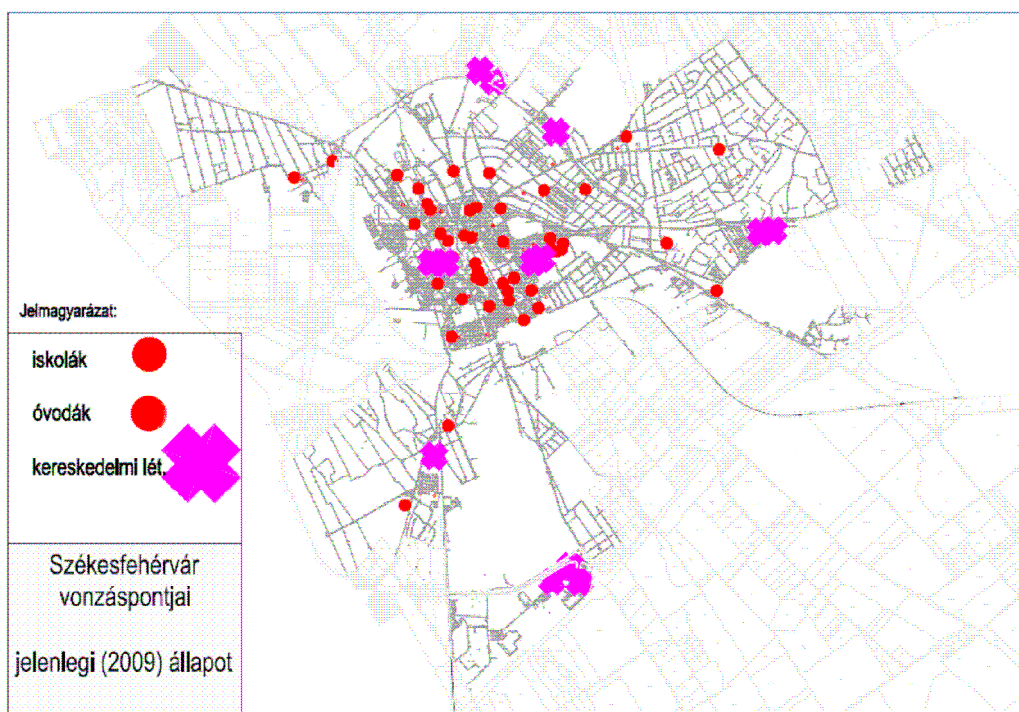 Jelmagyarázat:
iskolák
óvodák
kereskedelmi lét.
Székesfehérvár
vonzáspontjai
jelenlegi (2009) állapot